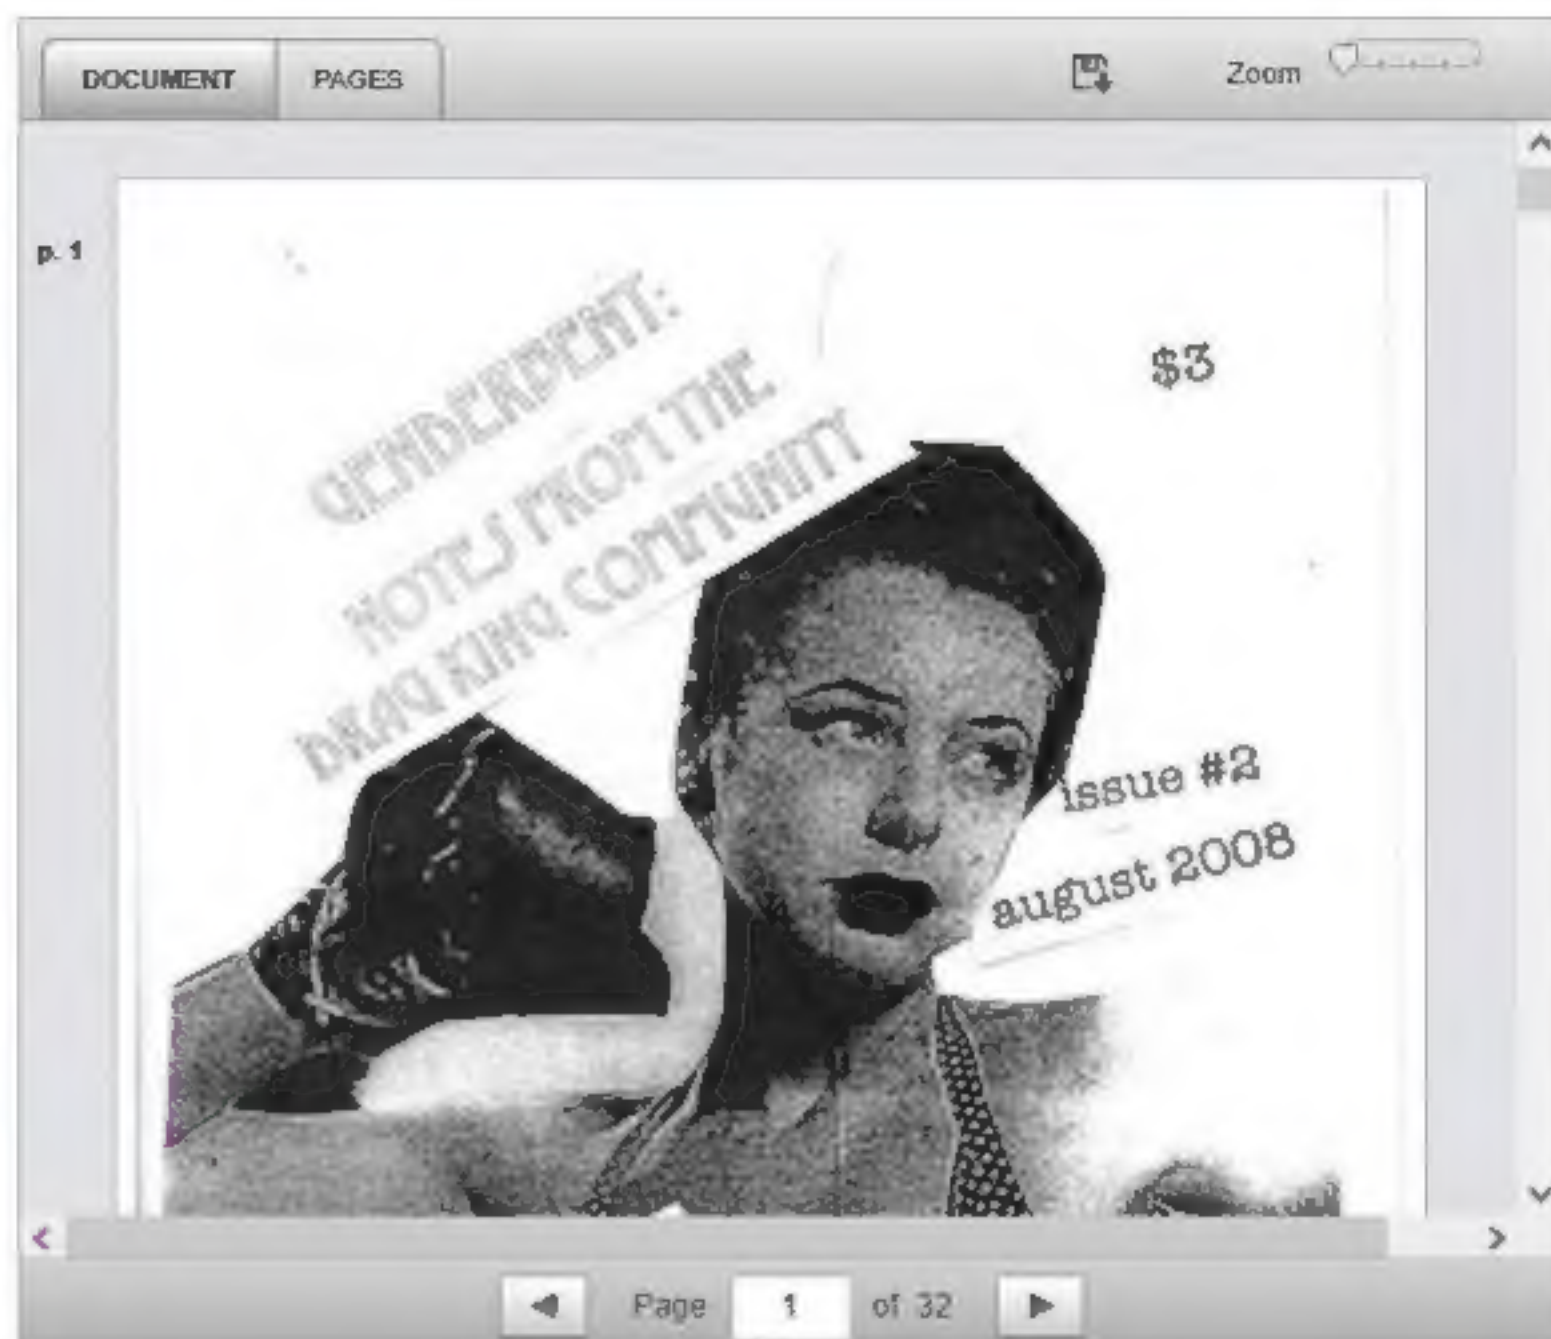 DOCUMENT PAGES Zoom
p. 1
GENDERPENT:
NOTES FROM THE
DRAG KING COMMUNITY
$3
issue #2
august 2008
Page 1 of 32